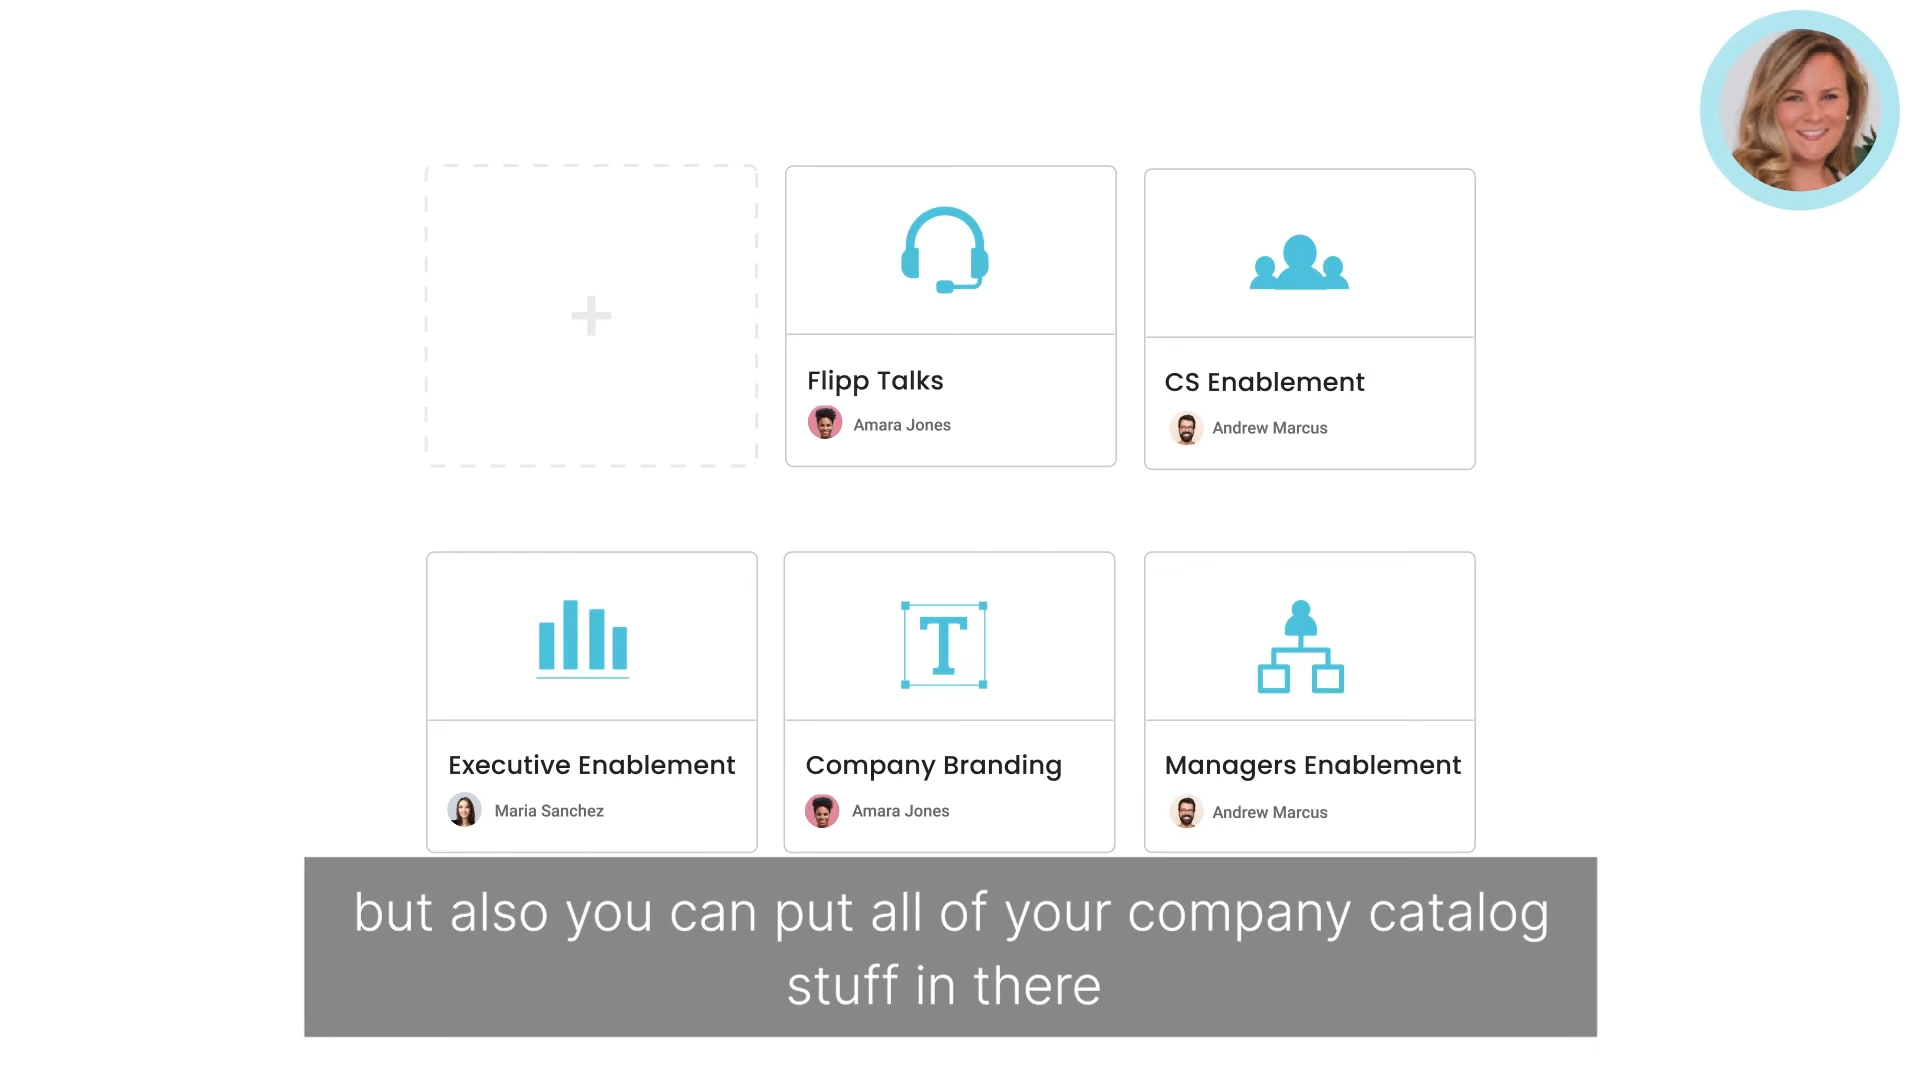 Flipp Talks
Amara Jones
CS Enablement
Andrew Marcus
Executive Enablement
Maria Sanchez
Company Branding
Amara Jones
Managers Enablement
Andrew Marcus
but also you can put all of your company catalog
stuff in there